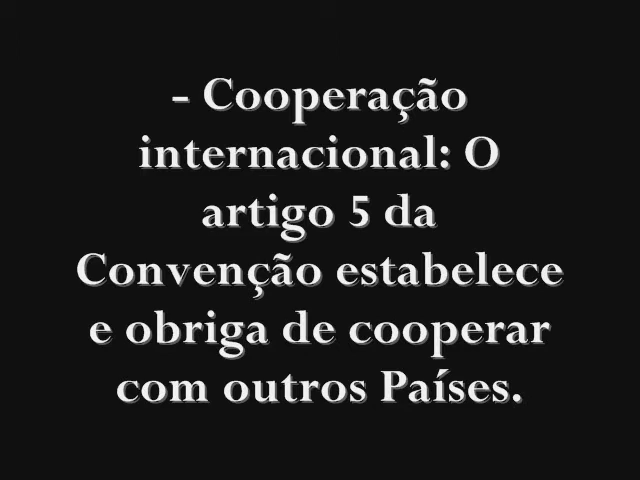 - Cooperação
internacional: O
artigo 5 da
Convenção estabelece
e obriga de cooperar
com outros Países.